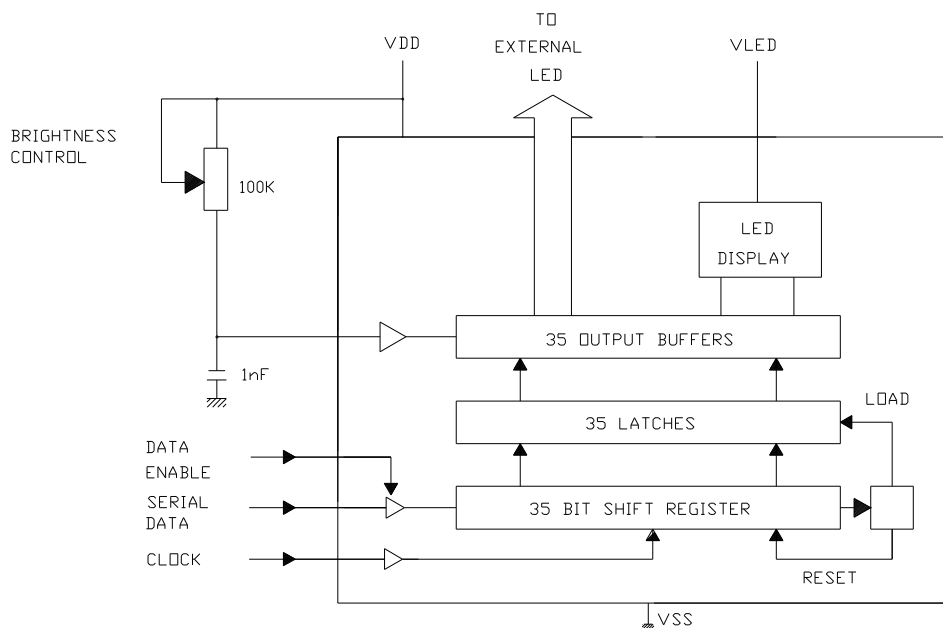 TO
EXTERNAL
LED
VDD
VLED
BRIGHTNESS
CONTROL
100K
LED
DISPLAY
35 OUTPUT BUFFERS
1nF
LOAD
35 LATCHES
DATA
ENABLE
SERIAL
DATA
35 BIT SHIFT REGISTER
CLOCK
RESET
VSS